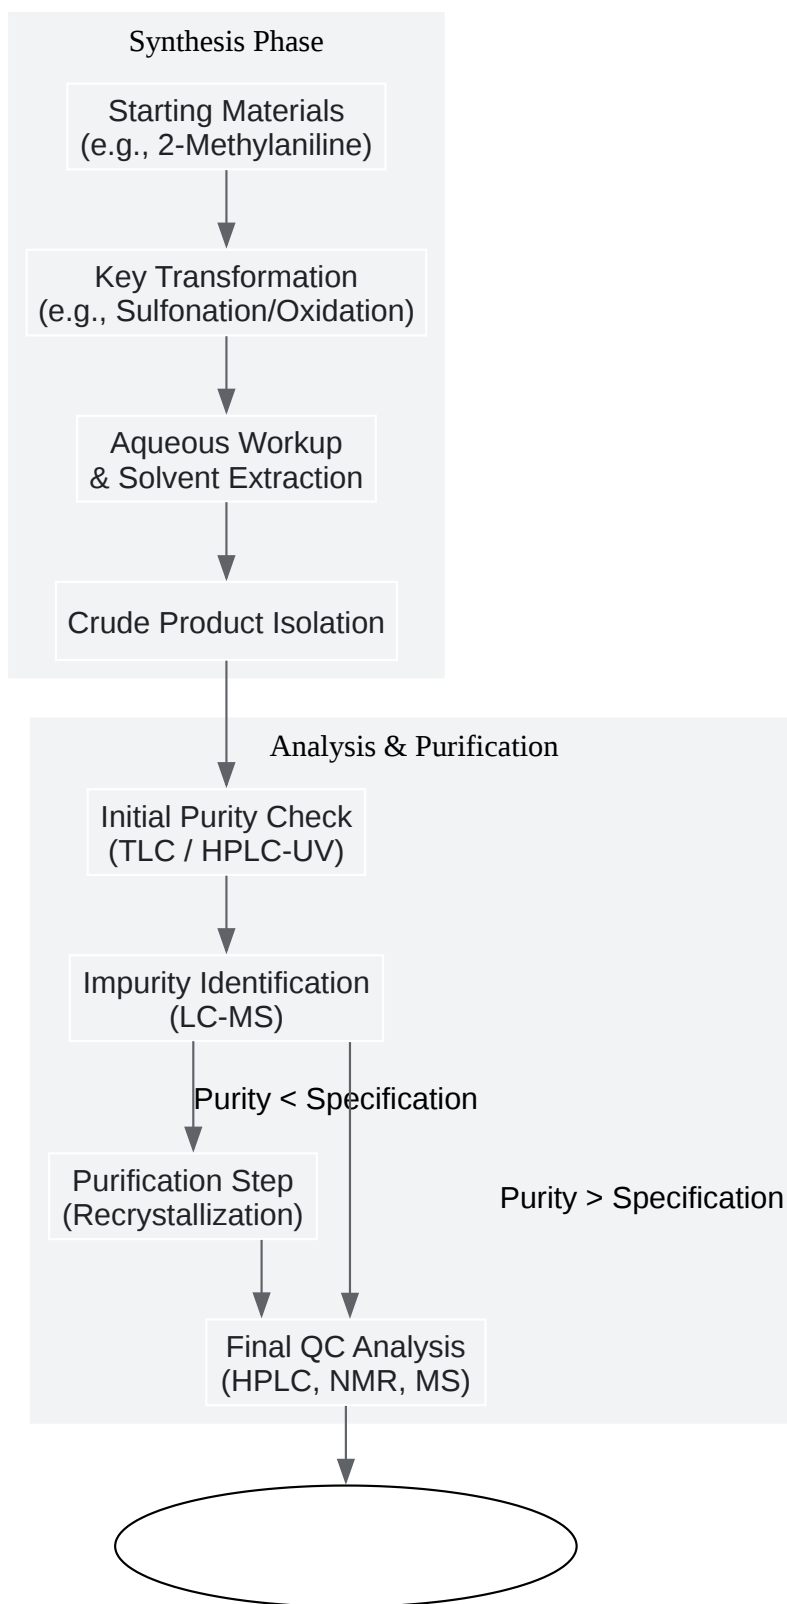 Synthesis Phase
Starting Materials
(e.g., 2-Methylaniline)
Key Transformation
(e.g., Sulfonation/Oxidation)
Aqueous Workup
& Solvent Extraction
Crude Product Isolation
Analysis & Purification
Initial Purity Check
(TLC / HPLC-UV)
Impurity Identification
(LC-MS)
Purity < Specification
Purification Step
(Recrystallization)
Purity > Specification
Final QC Analysis
(HPLC, NMR, MS)